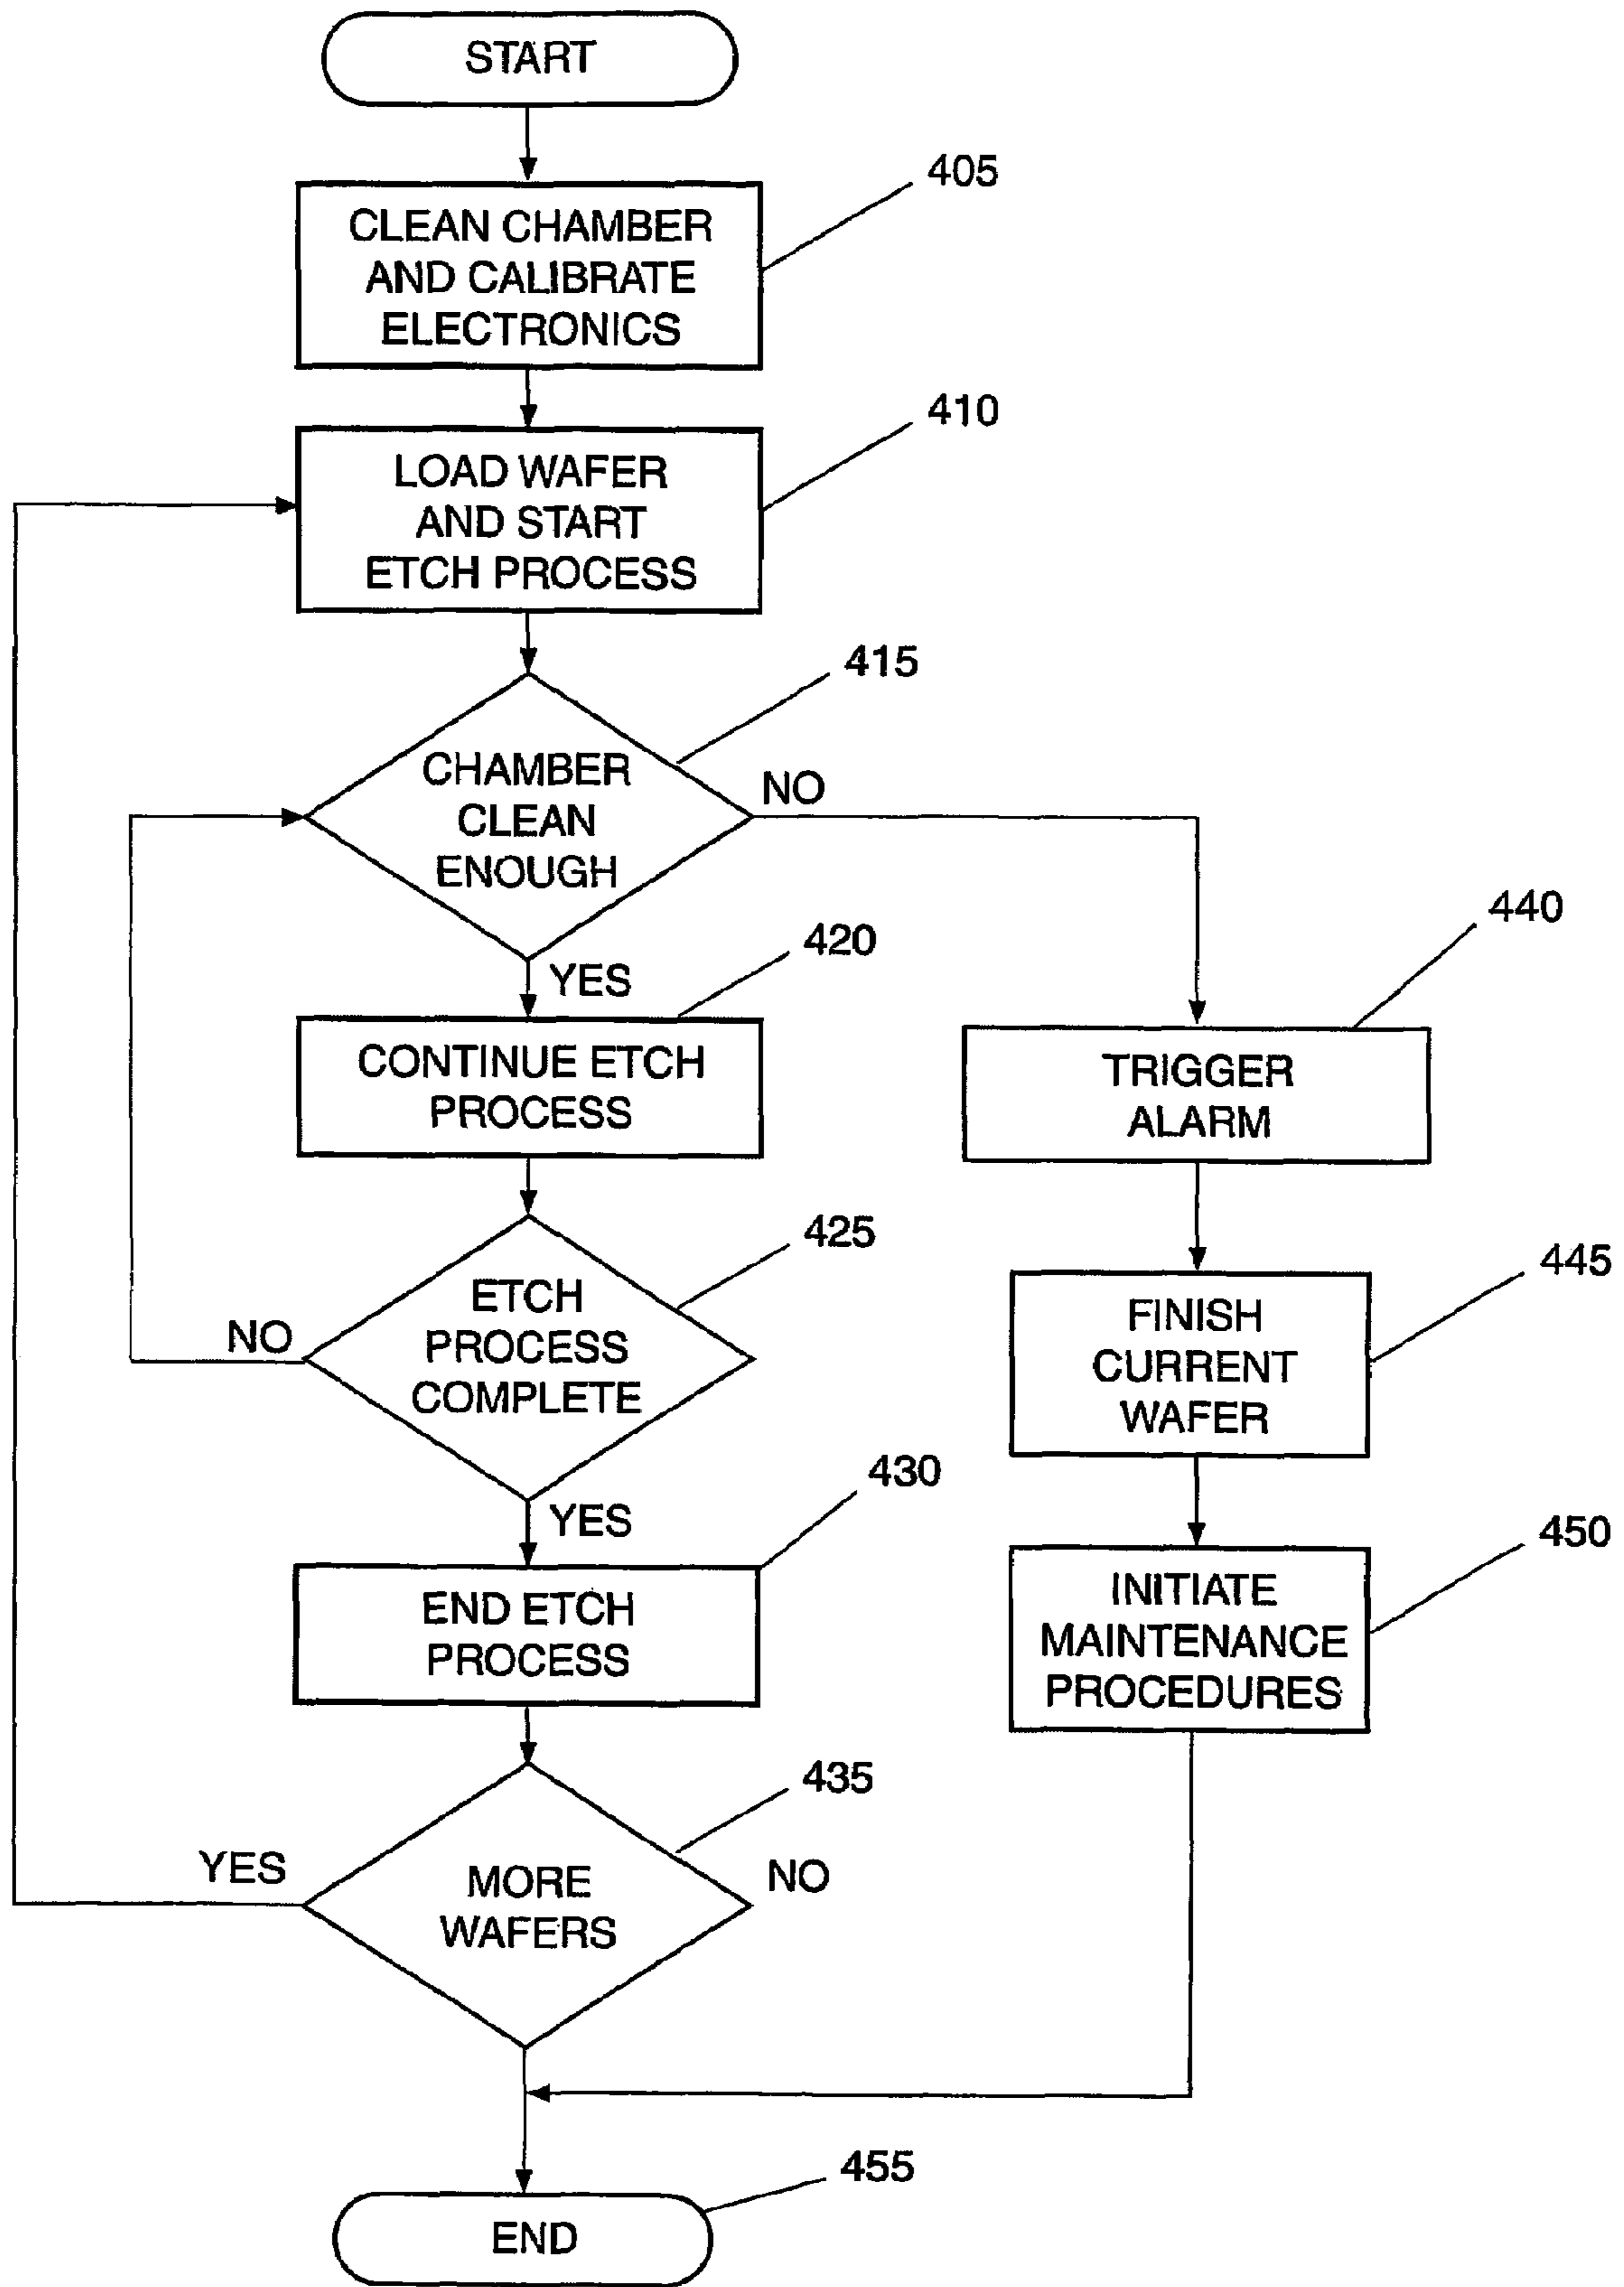 START
405
CLEAN CHAMBER
AND CALIBRATE
ELECTRONICS
410
LOAD WAFER
AND START
ETCH PROCESS
415
CHAMBER
CLEAN
ENOUGH
NO
420
YES
CONTINUE ETCH
PROCESS
440
TRIGGER
ALARM
425
ETCH
PROCESS
COMPLETE
NO
445
FINISH
CURRENT
WAFER
430
YES
END ETCH
PROCESS
450
INITIATE
MAINTENANCE
PROCEDURES
435
YES
MORE
WAFERS
NO
455
END